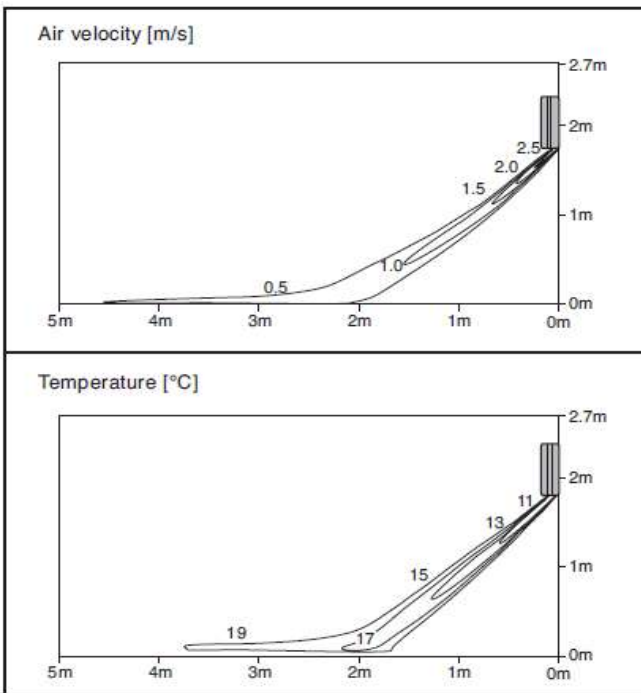 Air velocity [m/s]
2.7m
2m
2.5
2.0
1.5
1m
1.0
0.5
0m
5m 4m 3m 2m 1m 0m
Temperature [°C]
2.7m
2m
11
13
1m
15
19 17
0m
5m 4m 3m 2m 1m 0m